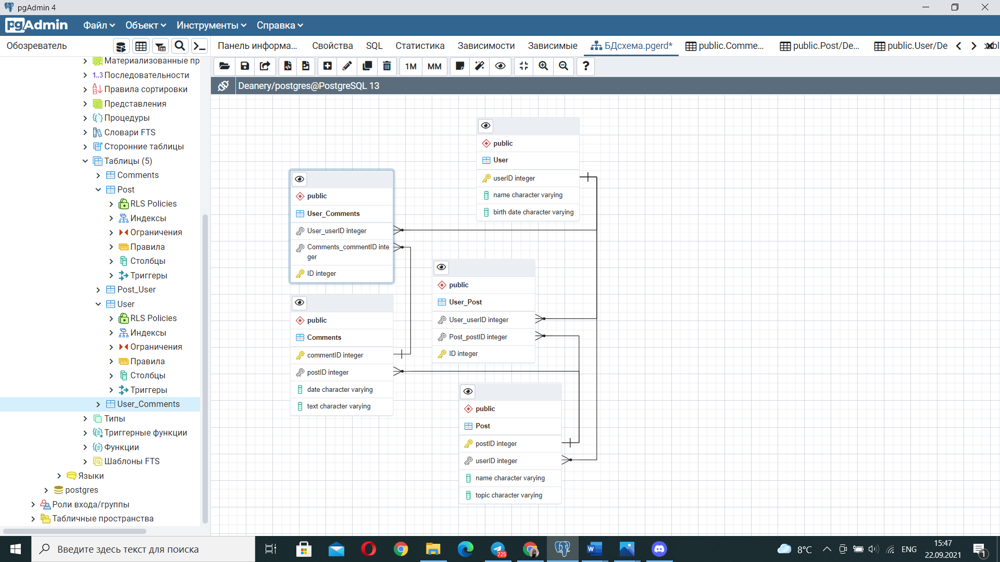 pgAdmin 4
pgAdmin Файл Объект Инструменты Справка
Обозреватель
Панель информа... Свойства SQL Статистика Зависимости Зависимые БДсхема.pgerd* public.Comme... public.Post/De... public.User/De
1M MM ?
Deanery/postgres@PostgreSQL 13
Материализованные пр
1..3 Последовательности
Правила сортировки
Представления
Процедуры
Словари FTS
Сторонние таблицы
Таблицы (5)
Comments
Post
RLS Policies
Индексы
Ограничения
Правила
Столбцы
Триггеры
Post_User
User
RLS Policies
Индексы
Ограничения
Правила
Столбцы
Триггеры
User_Comments
Типы
Триггерные функции
Функции
Шаблоны FTS
Языки
postgres
Роли входа/группы
Табличные пространства
public
User
userID integer
name character varying
birth date character varying
public
User_Comments
User_userID integer
Comments_commentID inte
ger
ID integer
public
User_Post
User_userID integer
Post_postID integer
ID integer
public
Comments
commentID integer
postID integer
date character varying
text character varying
public
Post
postID integer
userID integer
name character varying
topic character varying
Введите здесь текст для поиска
725
8°C
ENG
15:47
22.09.2021
1